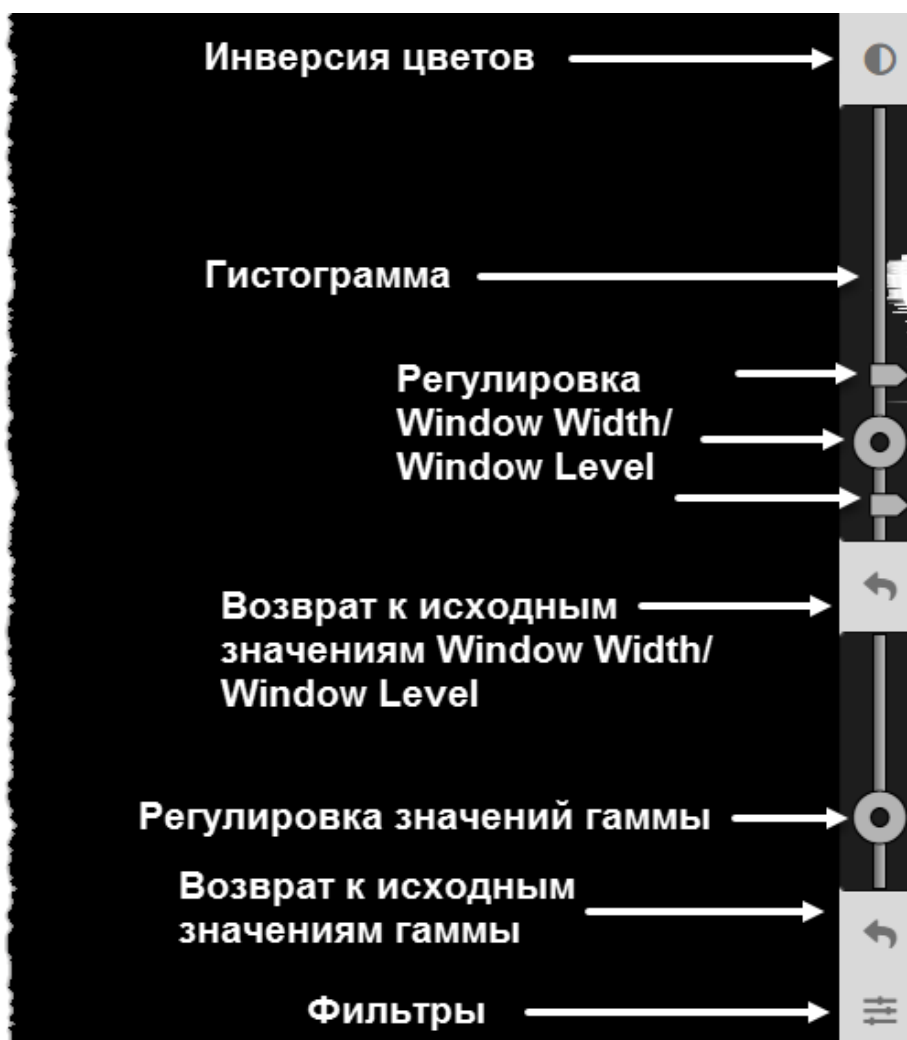 Инверсия цветов
Гистограмма
Регулировка
Window Width/
Window Level
Возврат к исходным
значениям Window Width/
Window Level
Регулировка значений гаммы
Возврат к исходным
значениям гаммы
Фильтры